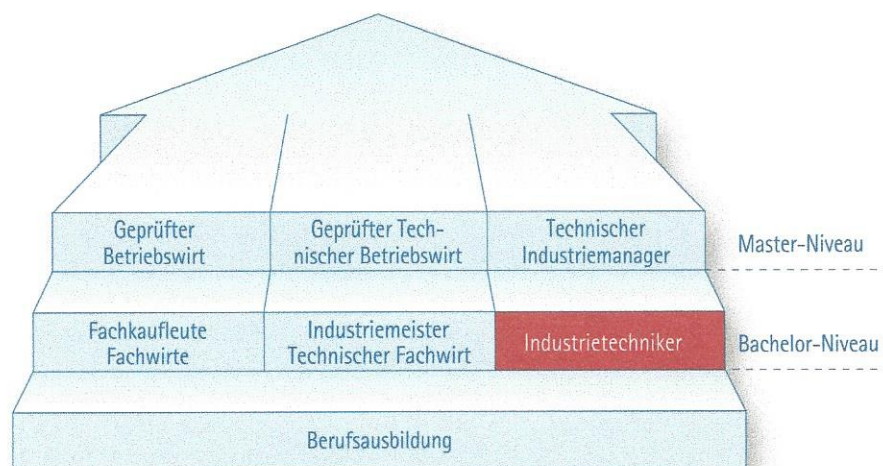 Geprüfter
Betriebswirt
Geprüfter Tech-
nischer Betriebswirt
Technischer
Industriemanager
Master-Niveau
Fachkaufleute
Fachwirte
Industriemeister
Technischer Fachwirt
Industrietechniker
Bachelor-Niveau
Berufsausbildung